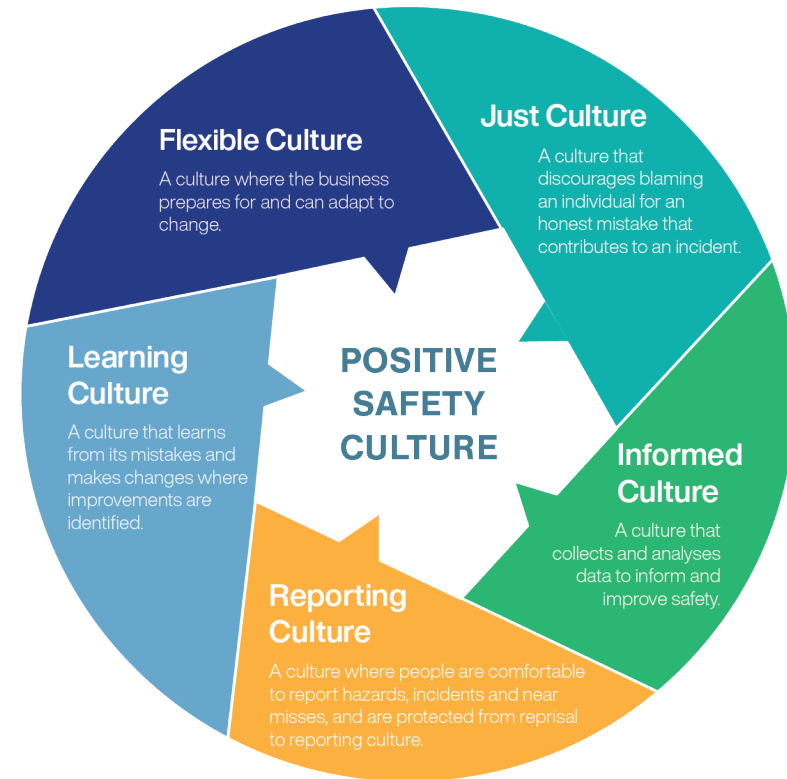 Flexible Culture
A culture where the business
prepares for and can adapt to
change.
Just Culture
A culture that
discourages blaming
an individual for an
honest mistake that
contributes to an incident.
Informed
Culture
A culture that
collects and analyses
data to inform and
improve safety.
Reporting
Culture
A culture where people are comfortable
to report hazards, incidents and near
misses, and are protected from reprisal
to reporting culture.
Learning
Culture
A culture that learns
from its mistakes and
makes changes where
improvements are
identified.
POSITIVE
SAFETY
CULTURE